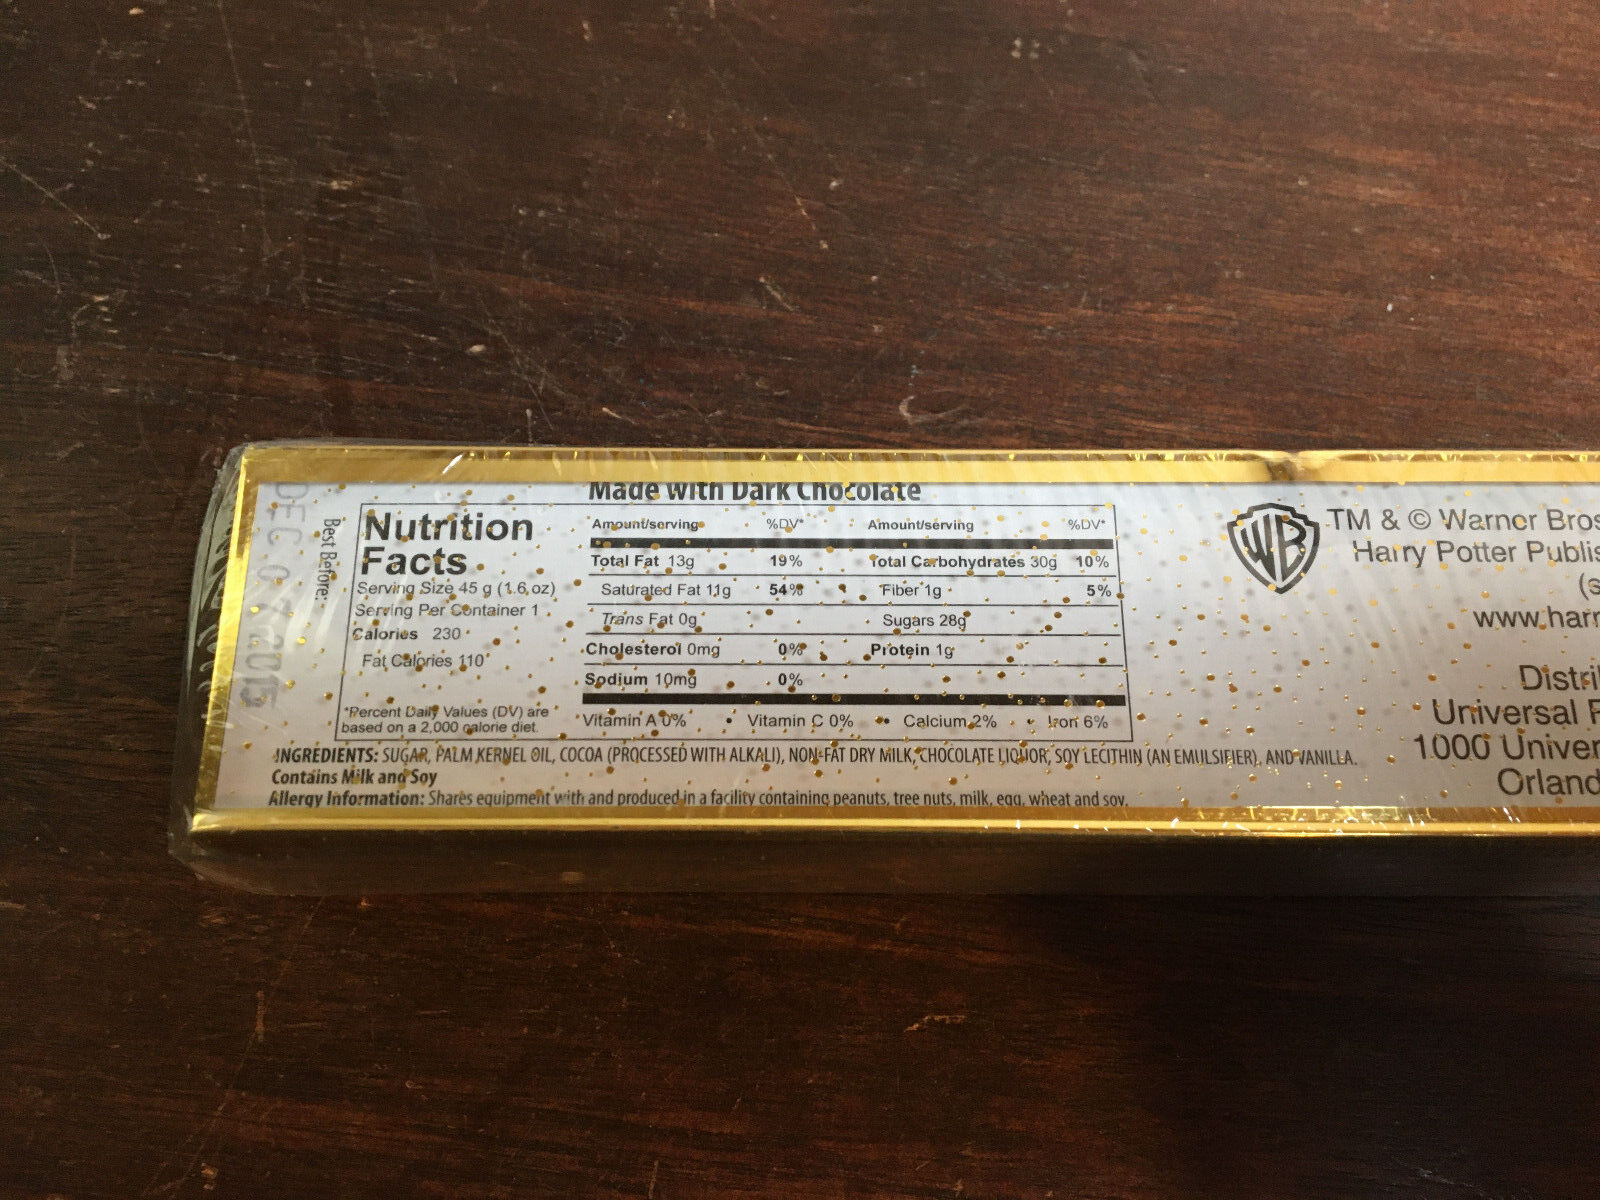 Made with Dark Chocolate
Nutrition
Facts
Serving Size 45 g (1.6 oz)
Serving Per Container 1
Calories 230
Fat Calories 110
*Percent Daily Values (DV) are
based on a 2,000 calorie diet.
Amount/serving %DV* Amount/serving %DV*
Total Fat 13g 19% Total Carbohydrates 30g 10%
Saturated Fat 11g 54% Fiber 1g 5%
Trans Fat 0g Sugars 28g
Cholesterol 0mg 0% Protein 1g
Sodium 10mg 0%
Vitamin A 0% • Vitamin C 0% • Calcium 2% • Iron 6%
INGREDIENTS: SUGAR, PALM KERNEL OIL, COCOA (PROCESSED WITH ALKALI), NON-FAT DRY MILK, CHOCOLATE LIQUOR, SOY LECITHIN (AN EMULSIFIER), AND VANILLA.
Contains Milk and Soy
Allergy Information: Shares equipment with and produced in a facility containing peanuts, tree nuts, milk, egg, wheat and soy.
Best Before:
DEC 2015
WB
TM & © Warner Bros
Harry Potter Publis
(s
www.harr
Distri
Universal
1000 Univer
Orland